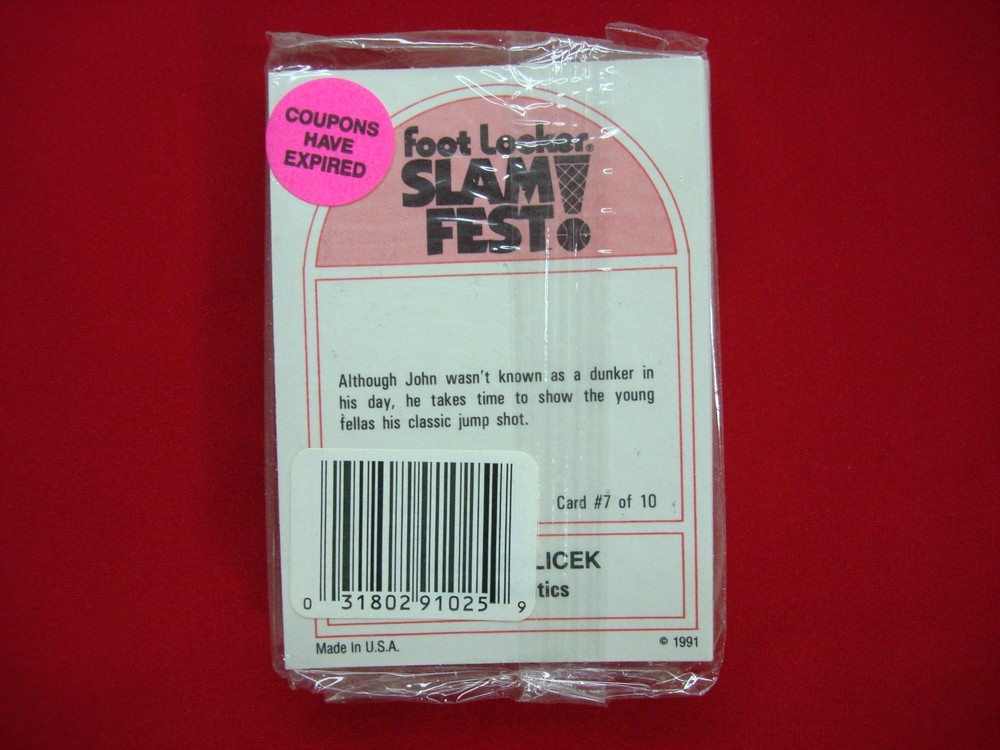 COUPONS
HAVE
EXPIRED
Foot Locker®
SLAM
FEST!
Although John wasn't known as a dunker in
his day, he takes time to show the young
fellas his classic jump shot.
Card #7 of 10
LICEK
tics
0 31802 91025 9
Made In U.S.A.
© 1991